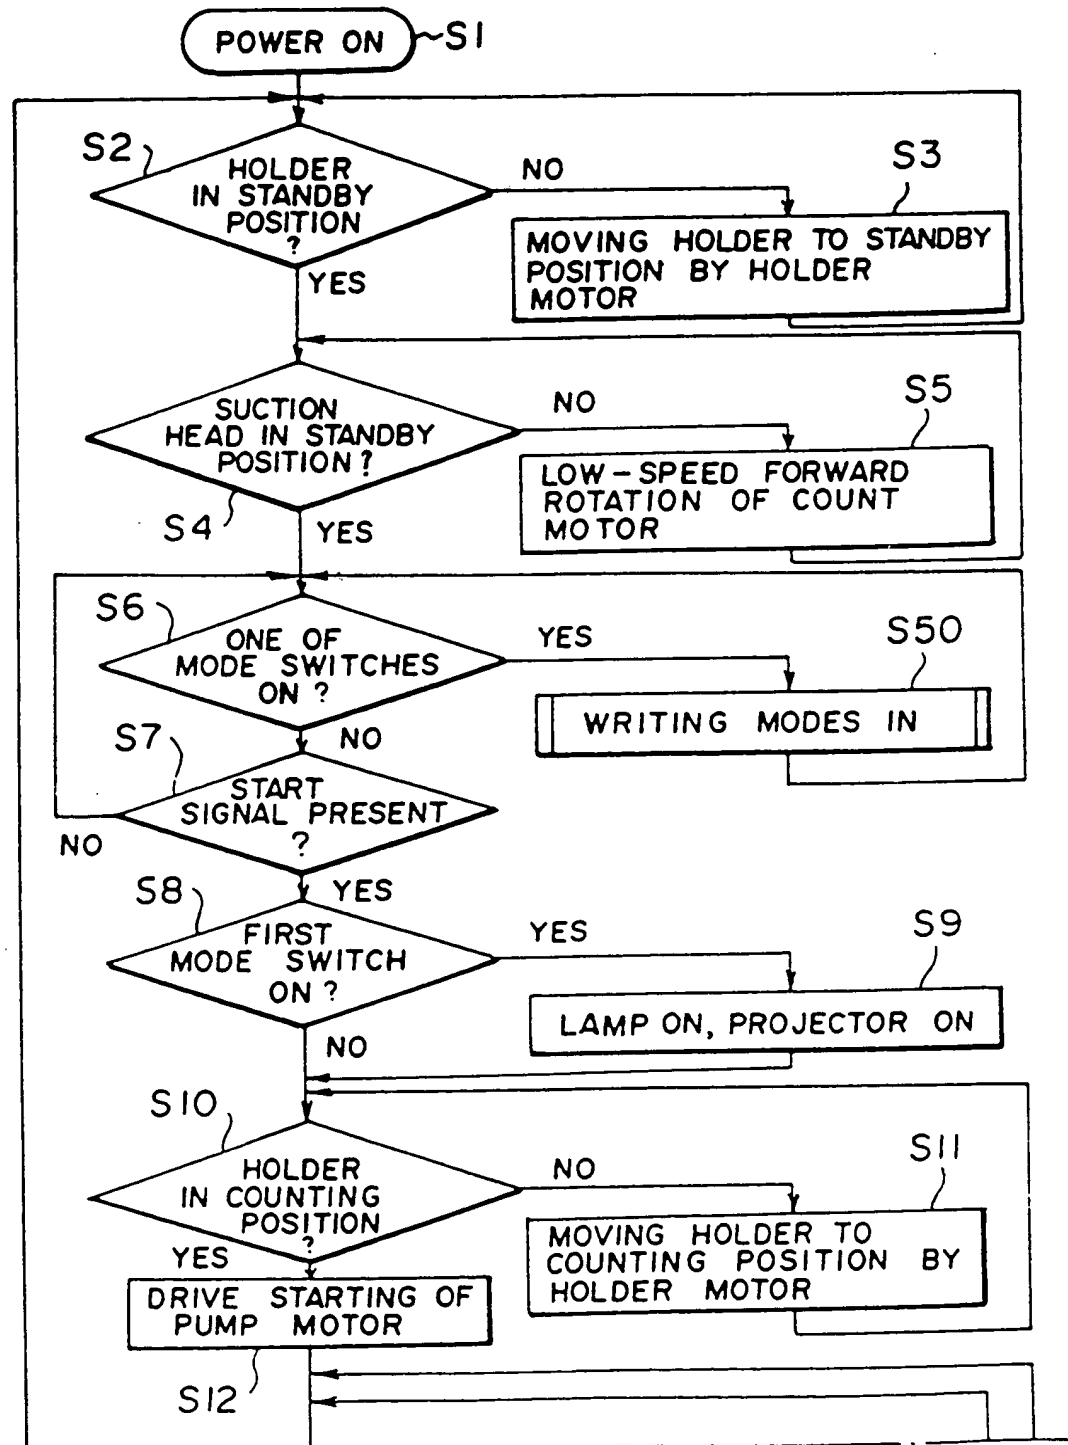 POWER ON
S1
S2
HOLDER
IN STANDBY
POSITION
?
NO
YES
S3
MOVING HOLDER TO STANDBY
POSITION BY HOLDER
MOTOR
SUCTION
HEAD IN STANDBY
POSITION?
S4
NO
YES
S5
LOW-SPEED FORWARD
ROTATION OF COUNT
MOTOR
S6
ONE OF
MODE SWITCHES
ON ?
YES
NO
S50
WRITING MODES IN
S7
START
SIGNAL PRESENT
?
NO
YES
S8
FIRST
MODE SWITCH
ON ?
YES
NO
S9
LAMP ON, PROJECTOR ON
S10
HOLDER
IN COUNTING
POSITION
?
NO
YES
S11
MOVING HOLDER TO
COUNTING POSITION BY
HOLDER MOTOR
DRIVE STARTING OF
PUMP MOTOR
S12